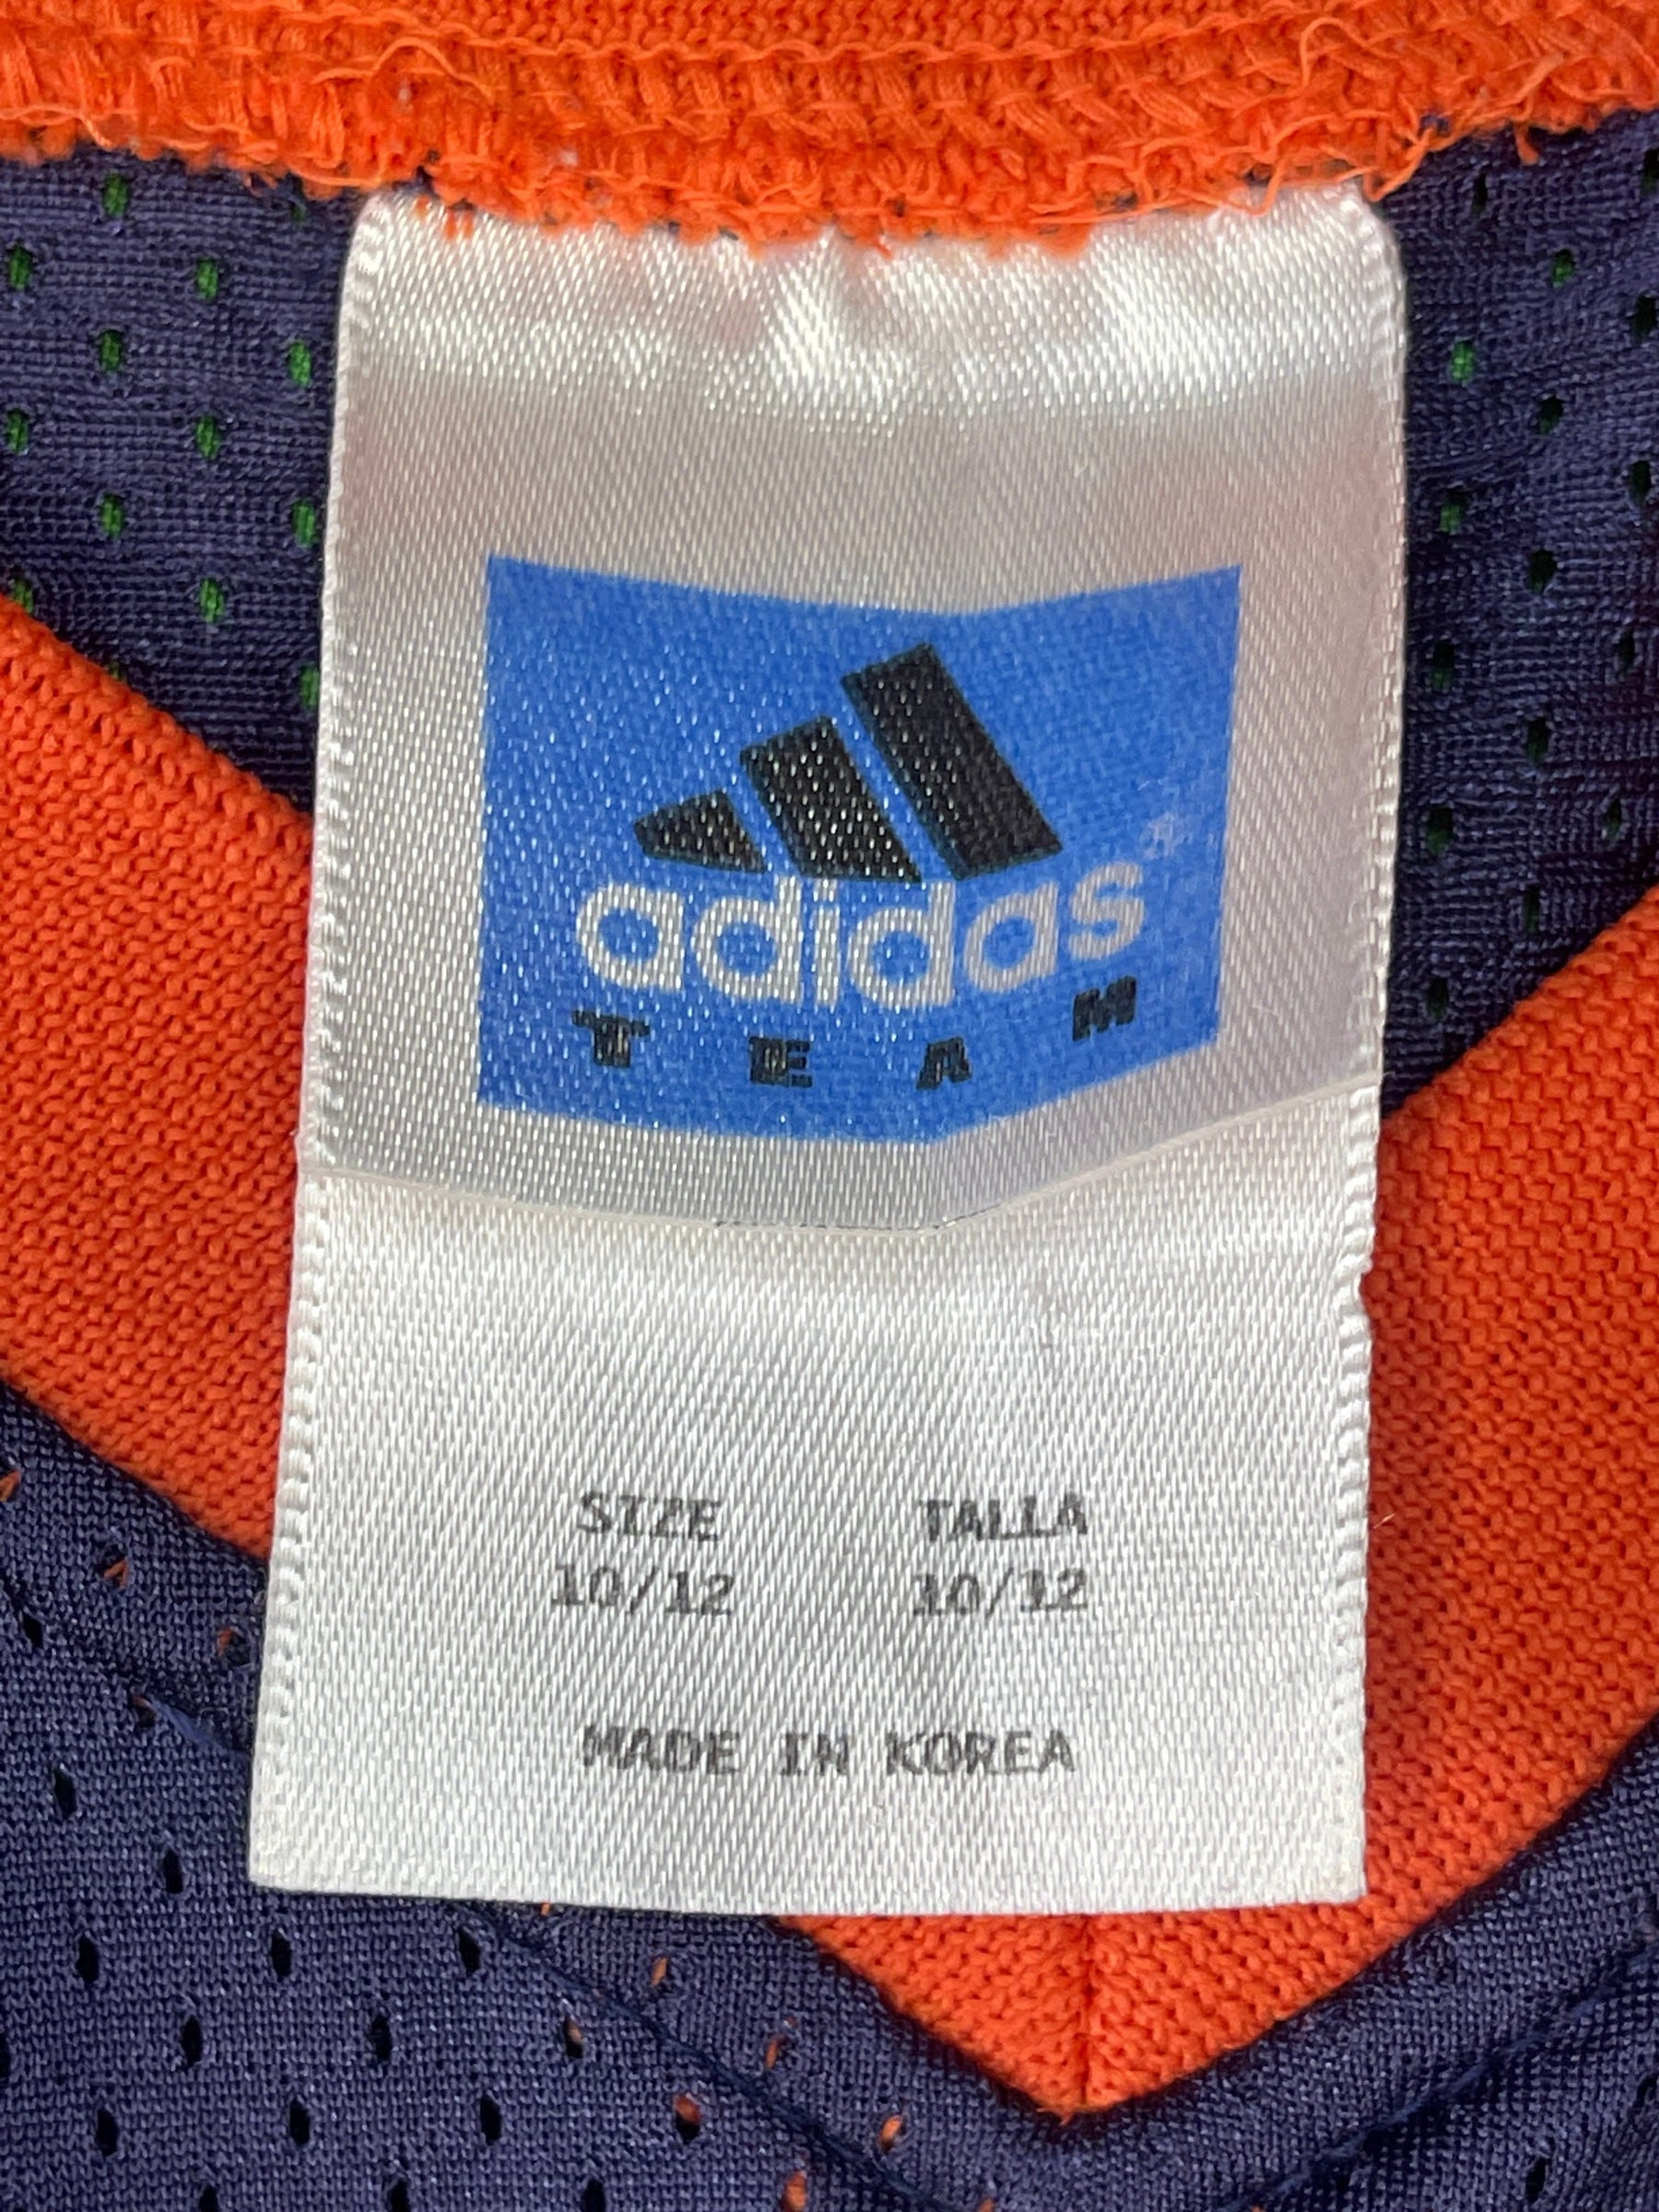 adidas
TEAM
SIZE TALLA
10/12 10/12
MADE IN KOREA